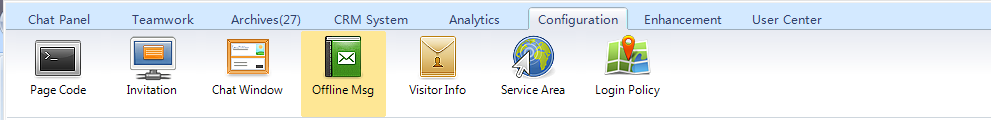 Chat Panel Teamwork Archives(27) CRM System Analytics Configuration Enhancement User Center
Page Code Invitation Chat Window Offline Msg Visitor Info Service Area Login Policy